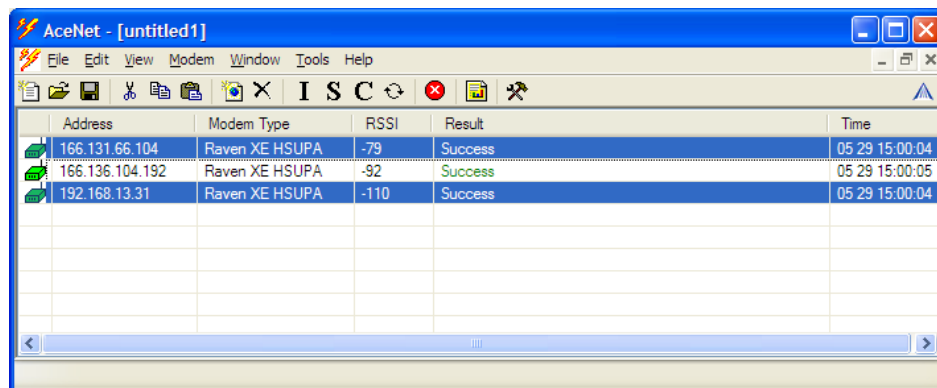 AceNet - [untitled1]
File Edit View Modem Window Tools Help
I S C
Address Modem Type RSSI Result Time
166.131.66.104 Raven XE HSUPA -79 Success 05 29 15:00:04
166.136.104.192 Raven XE HSUPA -92 Success 05 29 15:00:05
192.168.13.31 Raven XE HSUPA -110 Success 05 29 15:00:04